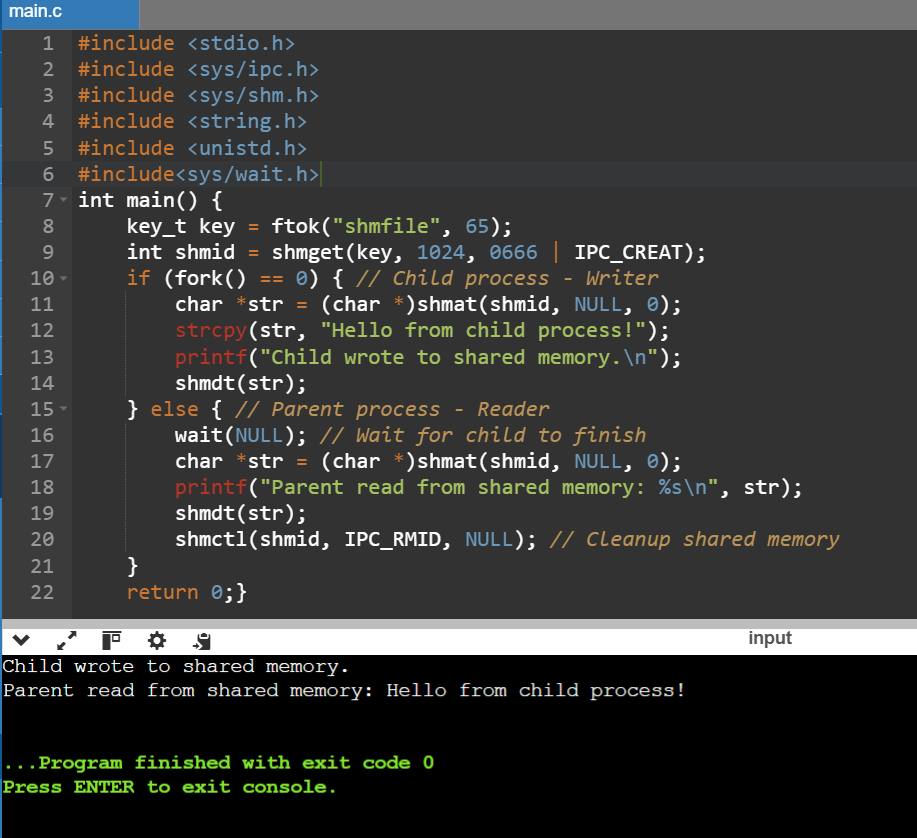 main.c
1 #include <stdio.h>
2 #include <sys/ipc.h>
3 #include <sys/shm.h>
4 #include <string.h>
5 #include <unistd.h>
6 #include<sys/wait.h>
7 int main() {
8     key_t key = ftok("shmfile", 65);
9     int shmid = shmget(key, 1024, 0666 | IPC_CREAT);
10     if (fork() == 0) { // Child process - Writer
11         char *str = (char *)shmat(shmid, NULL, 0);
12         strcpy(str, "Hello from child process!");
13         printf("Child wrote to shared memory.\n");
14         shmdt(str);
15     } else { // Parent process - Reader
16         wait(NULL); // Wait for child to finish
17         char *str = (char *)shmat(shmid, NULL, 0);
18         printf("Parent read from shared memory: %s\n", str);
19         shmdt(str);
20         shmctl(shmid, IPC_RMID, NULL); // Cleanup shared memory
21     }
22     return 0;}
input
Child wrote to shared memory.
Parent read from shared memory: Hello from child process!
...Program finished with exit code 0
Press ENTER to exit console.